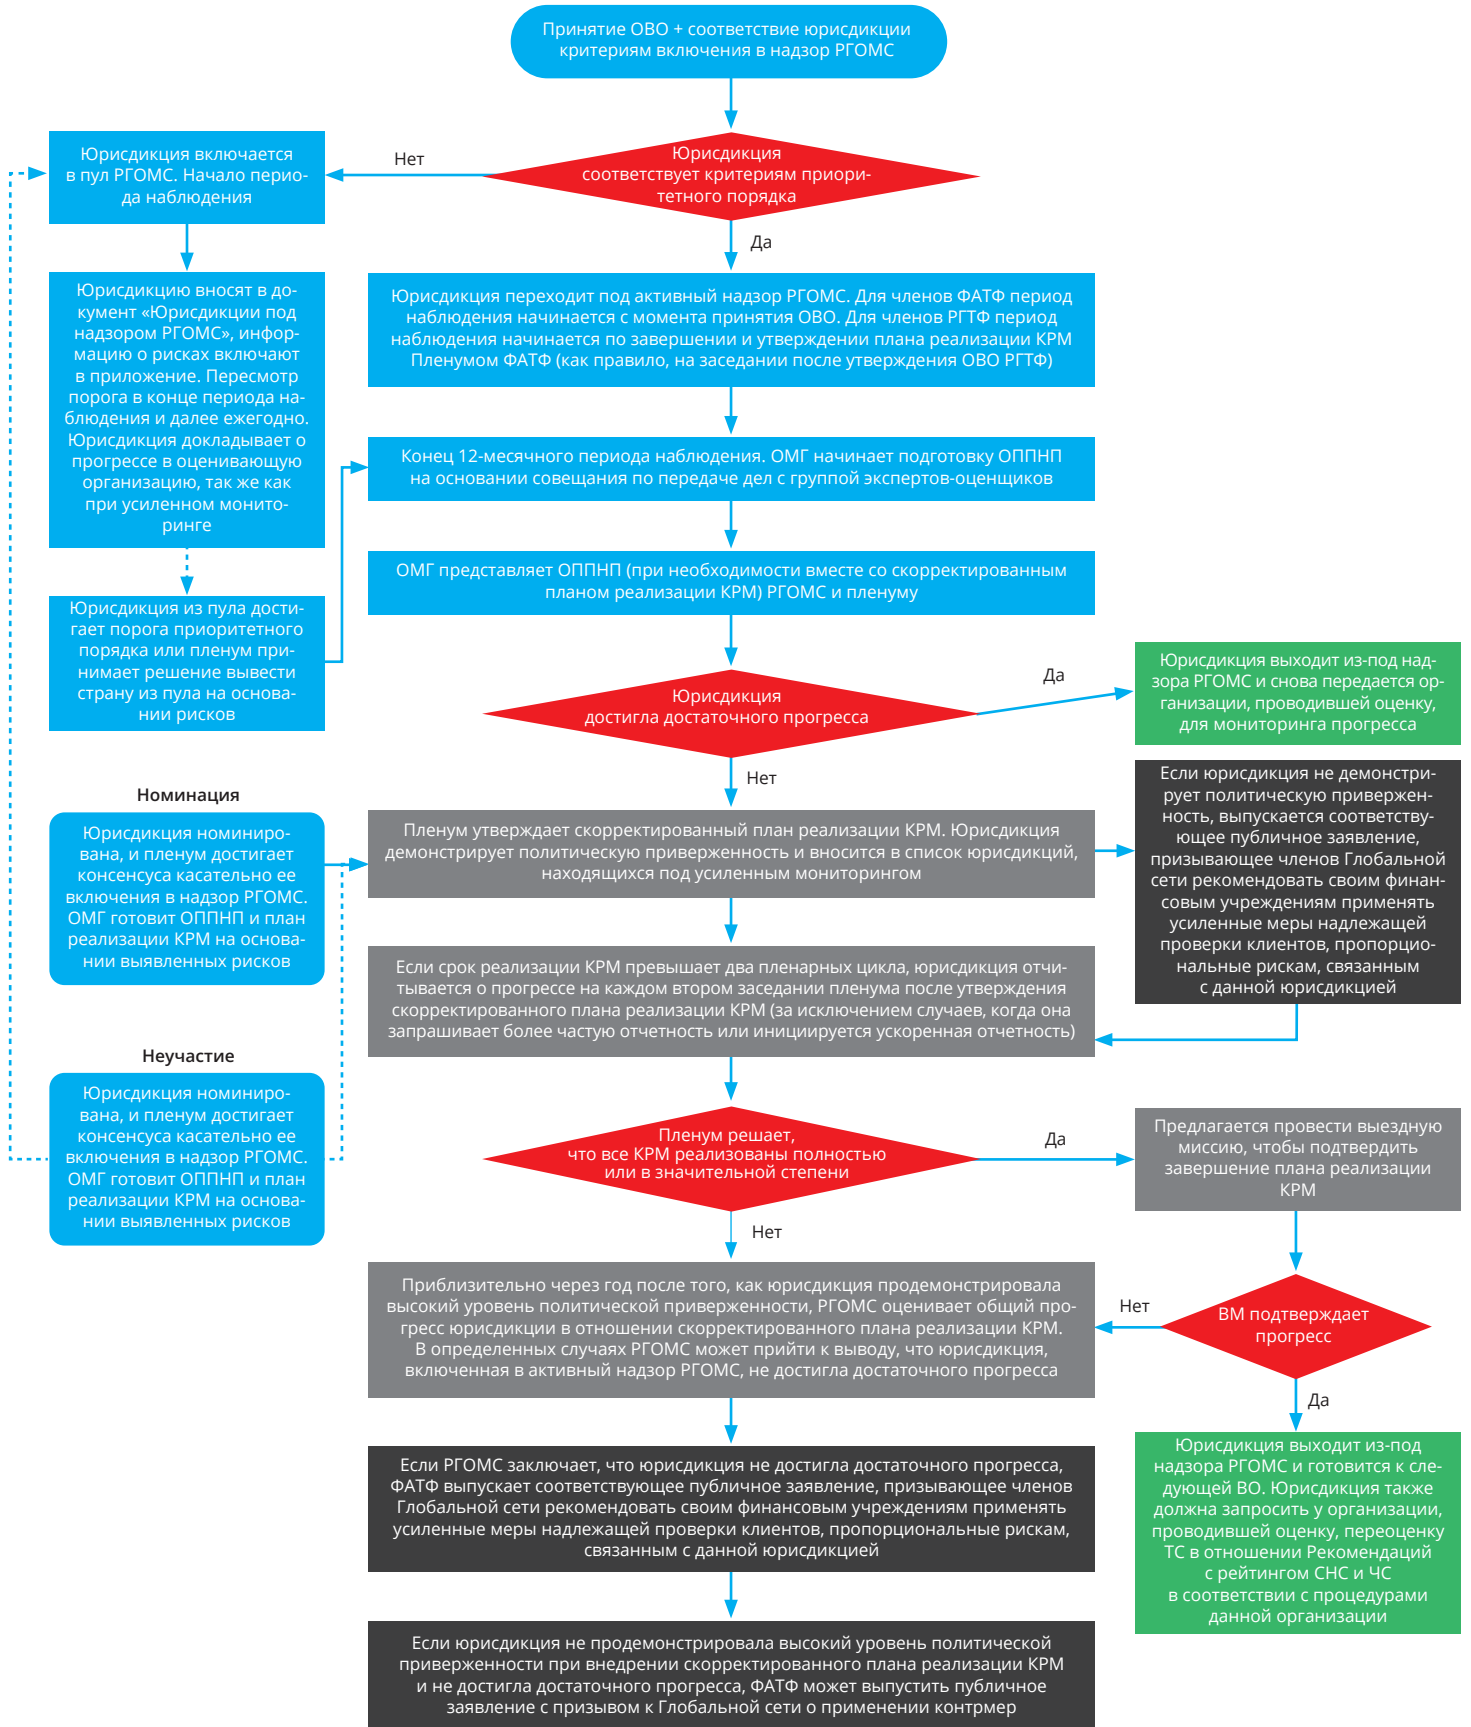 Принятие ОВО + соответствие юрисдикции
критериям включения в надзор РГОМС
Юрисдикция
соответствует критериям приори-
тетного порядка
Нет
Да
Юрисдикция включается
в пул РГОМС. Начало перио-
да наблюдения
Юрисдикцию вносят в до-
кумент «Юрисдикции под
надзором РГОМС», инфор-
мацию о рисках включают
в приложение. Пересмотр
порога в конце периода на-
блюдения и далее ежегодно.
Юрисдикция докладывает о
прогрессе в оценивающую
организацию, так же как
при усиленном монито-
ринге
Юрисдикция из пула дости-
гает порога приоритетного
порядка или пленум при-
нимает решение вывести
страну из пула на основа-
нии рисков
Юрисдикция переходит под активный надзор РГОМС. Для членов ФАТФ период
наблюдения начинается с момента принятия ОВО. Для членов РГТФ период
наблюдения начинается по завершении и утверждении плана реализации КРМ
Пленумом ФАТФ (как правило, на заседании после утверждения ОВО РГТФ)
Конец 12-месячного периода наблюдения. ОМГ начинает подготовку ОППНП
на основании совещания по передаче дел с группой экспертов-оценщиков
ОМГ представляет ОППНП (при необходимости вместе со скорректированным
планом реализации КРМ) РГОМС и пленуму
Юрисдикция
достигла достаточного прогресса
Да
Нет
Юрисдикция выходит из-под над-
зора РГОМС и снова передается ор-
ганизации, проводившей оценку,
для мониторинга прогресса
Номинация
Юрисдикция номиниро-
вана, и пленум достигает
консенсуса касательно ее
включения в надзор РГОМС.
ОМГ готовит ОППНП и план
реализации КРМ на основа-
нии выявленных рисков
Пленум утверждает скорректированный план реализации КРМ. Юрисдикция
демонстрирует политическую приверженность и вносится в список юрисдикций,
находящихся под усиленным мониторингом
Если юрисдикция не демонстри-
рует политическую привержен-
ность, выпускается соответству-
ющее публичное заявление,
призывающее членов Глобальной
сети рекомендовать своим финан-
совым учреждениям применять
усиленные меры надлежащей
проверки клиентов, пропорцио-
нальные рискам, связанным
с данной юрисдикцией
Если срок реализации КРМ превышает два пленарных цикла, юрисдикция отчи-
тывается о прогрессе на каждом втором заседании пленума после утверждения
скорректированного плана реализации КРМ (за исключением случаев, когда она
запрашивает более частую отчетность или инициируется ускоренная отчетность)
Неучастие
Юрисдикция номиниро-
вана, и пленум достигает
консенсуса касательно ее
включения в надзор РГОМС.
ОМГ готовит ОППНП и план
реализации КРМ на основа-
нии выявленных рисков
Пленум решает,
что все КРМ реализованы полностью
или в значительной степени
Да
Нет
Предлагается провести выездную
миссию, чтобы подтвердить
завершение плана реализации
КРМ
ВМ подтверждает
прогресс
Нет
Да
Приблизительно через год после того, как юрисдикция продемонстрировала
высокий уровень политической приверженности, РГОМС оценивает общий про-
гресс юрисдикции в отношении скорректированного плана реализации КРМ.
В определенных случаях РГОМС может прийти к выводу, что юрисдикция,
включенная в активный надзор РГОМС, не достигла достаточного прогресса
Если РГОМС заключает, что юрисдикция не достигла достаточного прогресса,
ФАТФ выпускает соответствующее публичное заявление, призывающее членов
Глобальной сети рекомендовать своим финансовым учреждениям применять
усиленные меры надлежащей проверки клиентов, пропорциональные рискам,
связанным с данной юрисдикцией
Юрисдикция выходит из-под
надзора РГОМС и готовится к сле-
дующей ВО. Юрисдикция также
должна запросить у организации,
проводившей оценку, переоценку
ТС в отношении Рекомендаций
с рейтингом СНС и ЧС
в соответствии с процедурами
данной организации
Если юрисдикция не продемонстрировала высокий уровень политической
приверженности при внедрении скорректированного плана реализации КРМ
и не достигла достаточного прогресса, ФАТФ может выпустить публичное
заявление с призывом к Глобальной сети о применении контрмер